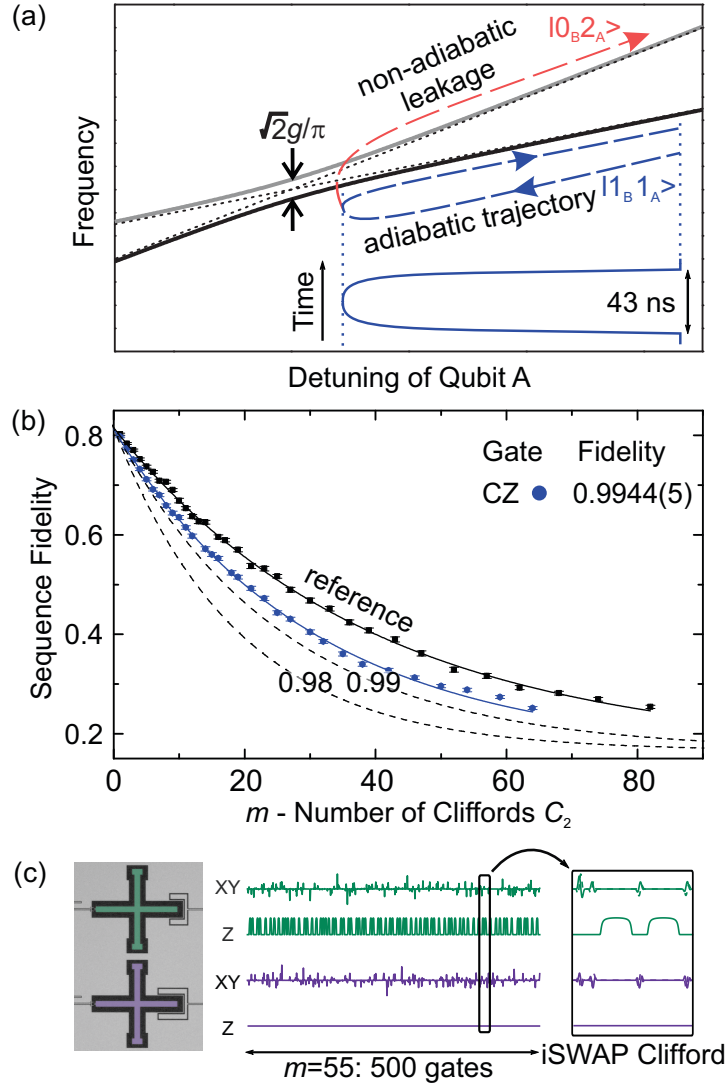 (a)
|0B2A>
non-adiabatic
leakage
√2g/π
|1B1A>
adiabatic trajectory
Time
43 ns
Frequency
Detuning of Qubit A
(b)
0.8
0.6
0.4
0.2
Sequence Fidelity
Gate Fidelity
CZ 0.9944(5)
reference
0.98 0.99
0 20 40 60 80
m - Number of Cliffords C2
(c)
XY
Z
XY
Z
m=55: 500 gates
iSWAP Clifford